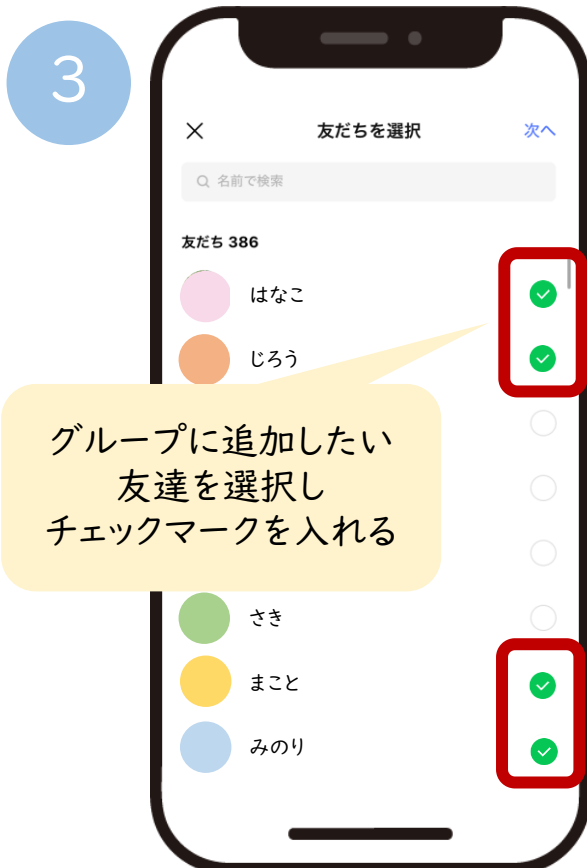 3
友だちを選択 次へ
名前で検索
友だち 386
はなこ
じろう
グループに追加したい
友達を選択し
チェックマークを入れる
さき
まこと
みのり